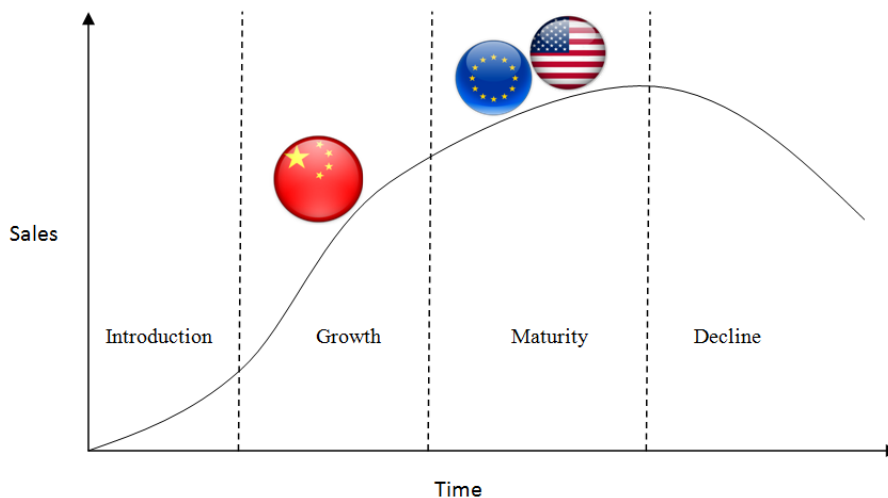 Sales
Introduction
Growth
Maturity
Decline
Time